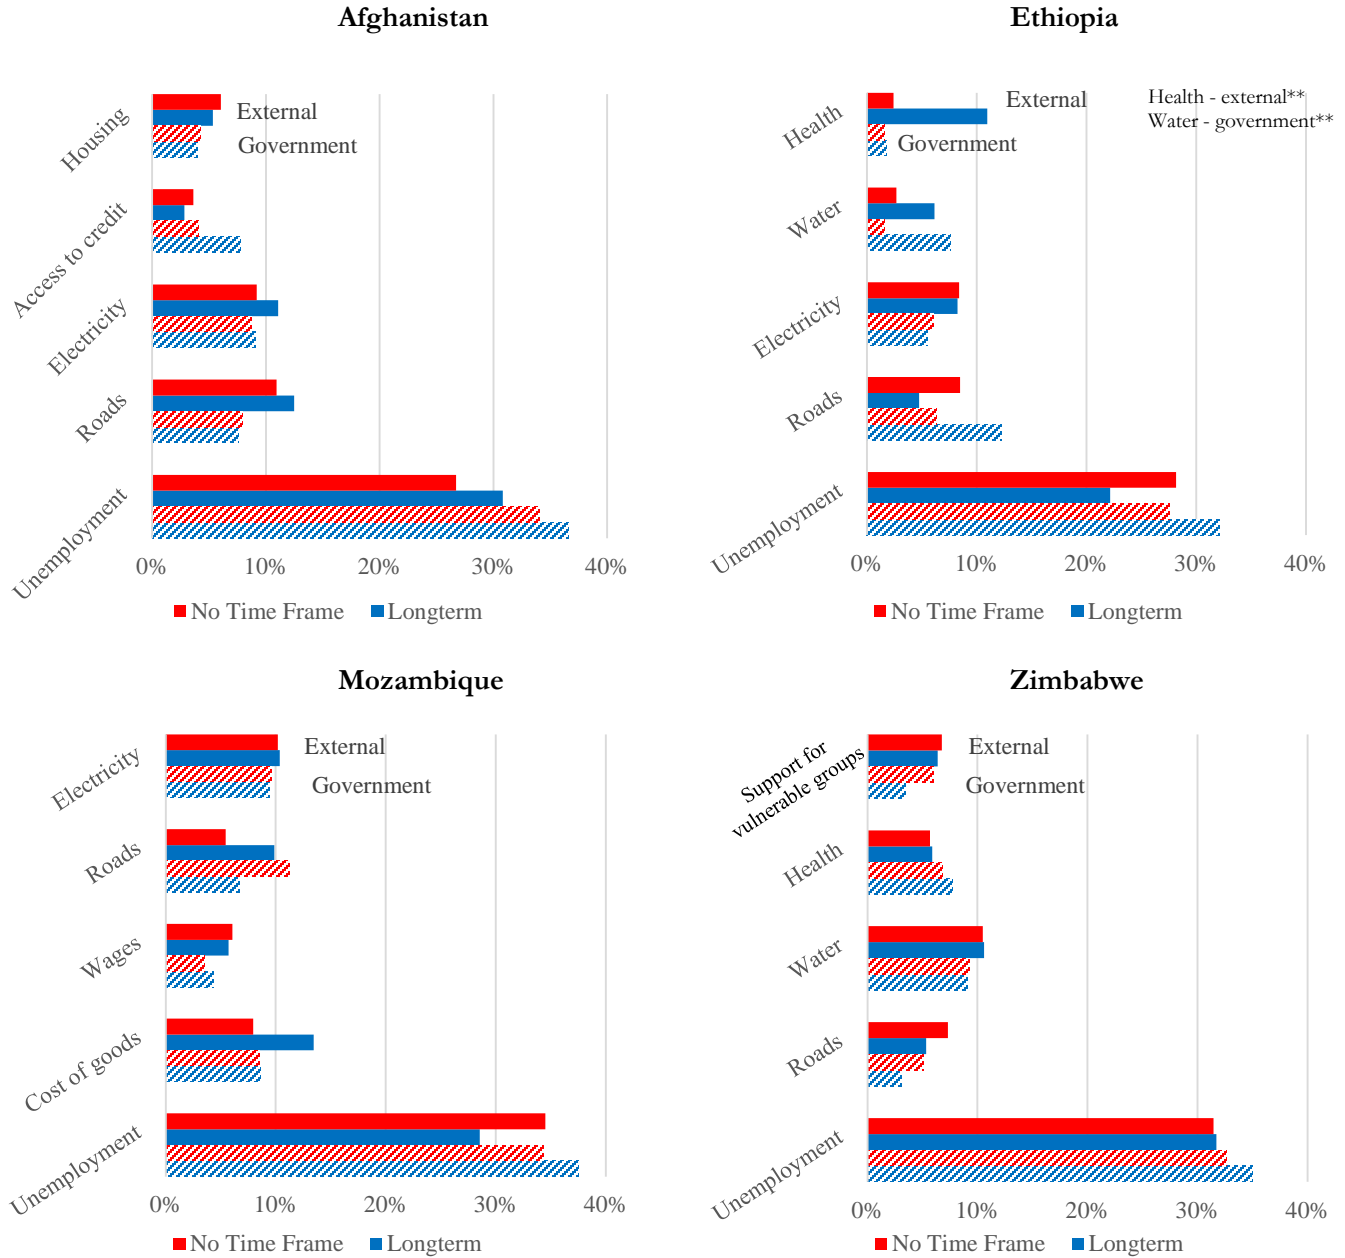 Afghanistan
Housing
External
Government
Access to credit
Electricity
Roads
Unemployment
0% 10% 20% 30% 40%
No Time Frame Longterm
Ethiopia
Health
External
Government
Health - external**
Water - government**
Water
Electricity
Roads
Unemployment
0% 10% 20% 30% 40%
No Time Frame Longterm
Mozambique
Electricity
External
Government
Roads
Wages
Cost of goods
Unemployment
0% 10% 20% 30% 40%
No Time Frame Longterm
Zimbabwe
Support for
vulnerable groups
External
Government
Health
Water
Roads
Unemployment
0% 10% 20% 30% 40%
No Time Frame Longterm